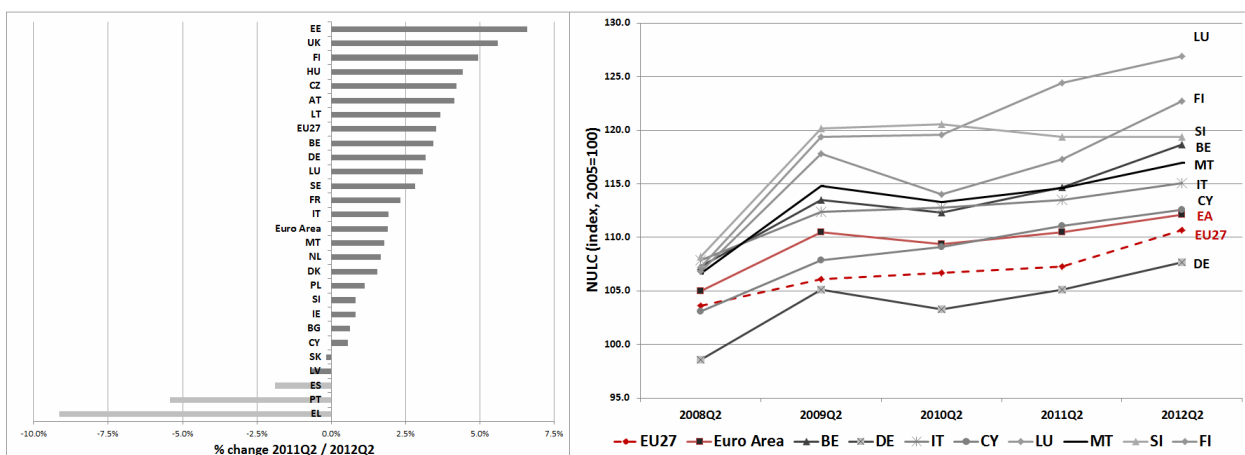 EE
UK
FI
HU
CZ
AT
LT
EU27
BE
DE
LU
SE
FR
IT
Euro Area
MT
NL
DK
PL
SI
IE
BG
CY
SK
LV
ES
PT
EL
-10.0% -7.5% -5.0% -2.5% 0.0% 2.5% 5.0% 7.5%
% change 2011Q2 / 2012Q2
NULC (index, 2005=100)
130.0
125.0
120.0
115.0
110.0
105.0
100.0
95.0
LU
FI
SI
BE
MT
IT
CY
EA
EU27
DE
2008Q2 2009Q2 2010Q2 2011Q2 2012Q2
EU27 Euro Area BE DE IT CY LU MT SI FI